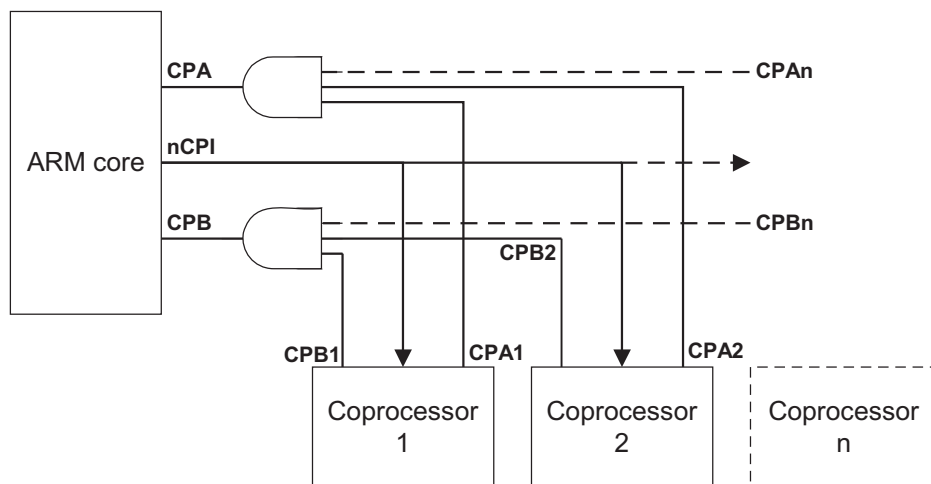 CPA
CPAn
nCPI
ARM core
CPB
CPBn
CPB2
CPB1
CPA1
CPA2
Coprocessor
1
Coprocessor
2
Coprocessor
n